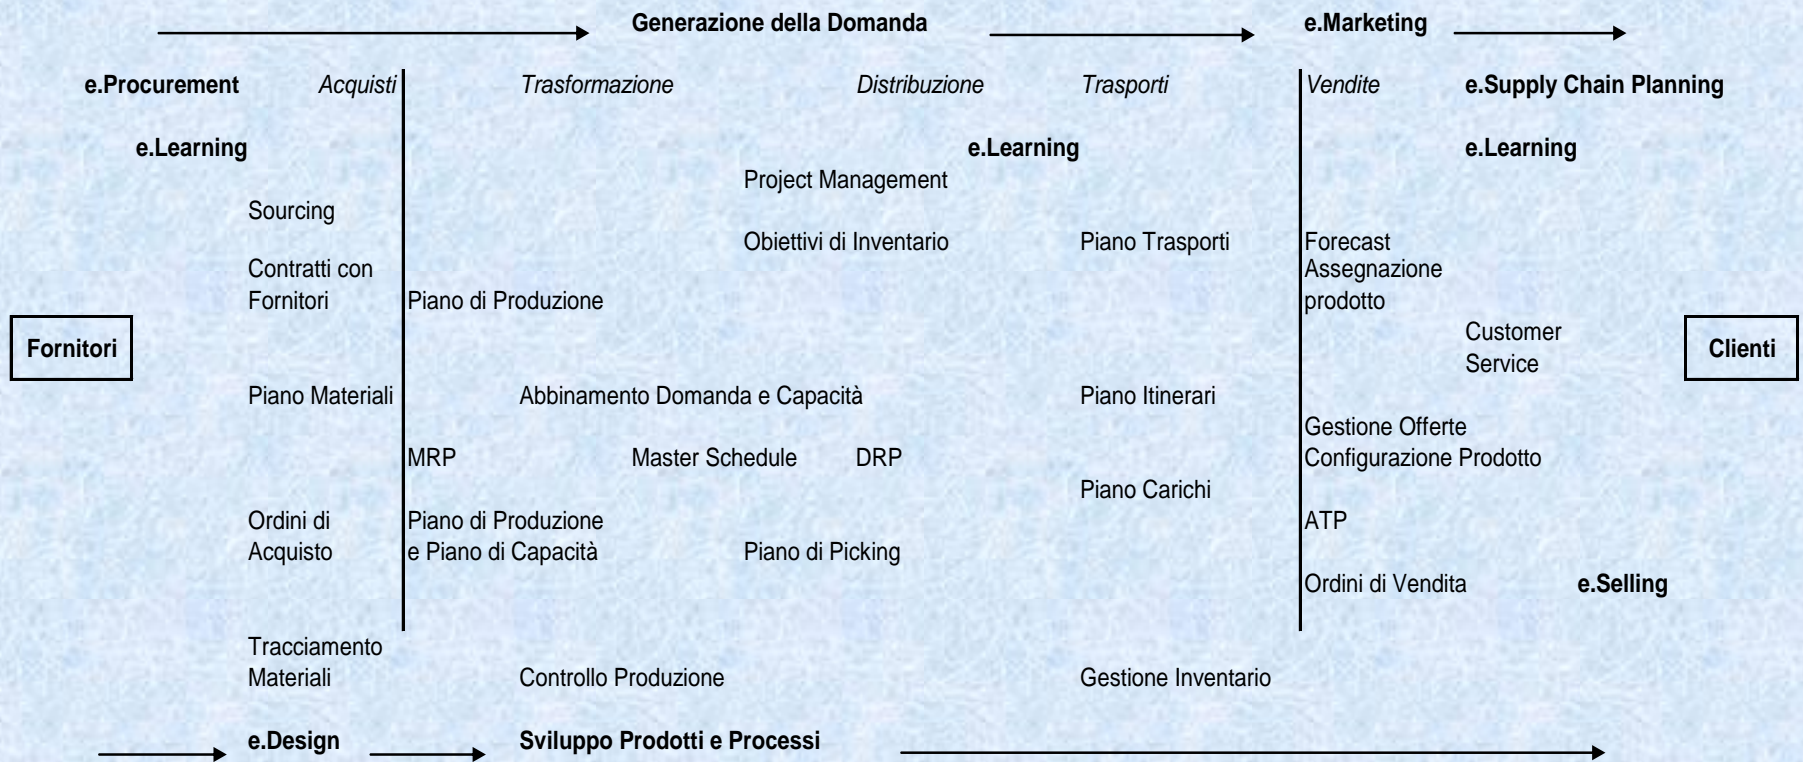 Generazione della Domanda e.Marketing
e.Procurement Acquisti Trasformazione Distribuzione Trasporti Vendite e.Supply Chain Planning
e.Learning e.Learning e.Learning
Project Management
Sourcing
Obiettivi di Inventario Piano Trasporti Forecast
Contratti con Assegnazione
Fornitori Piano di Produzione prodotto
Customer
Fornitori Clienti
Service
Piano Materiali Abbinamento Domanda e Capacità Piano Itinerari
Gestione Offerte
MRP Master Schedule DRP Configurazione Prodotto
Piano Carichi
Ordini di Piano di Produzione ATP
Acquisto e Piano di Capacità Piano di Picking
Ordini di Vendita e.Selling
Tracciamento
Materiali Controllo Produzione Gestione Inventario
e.Design Sviluppo Prodotti e Processi